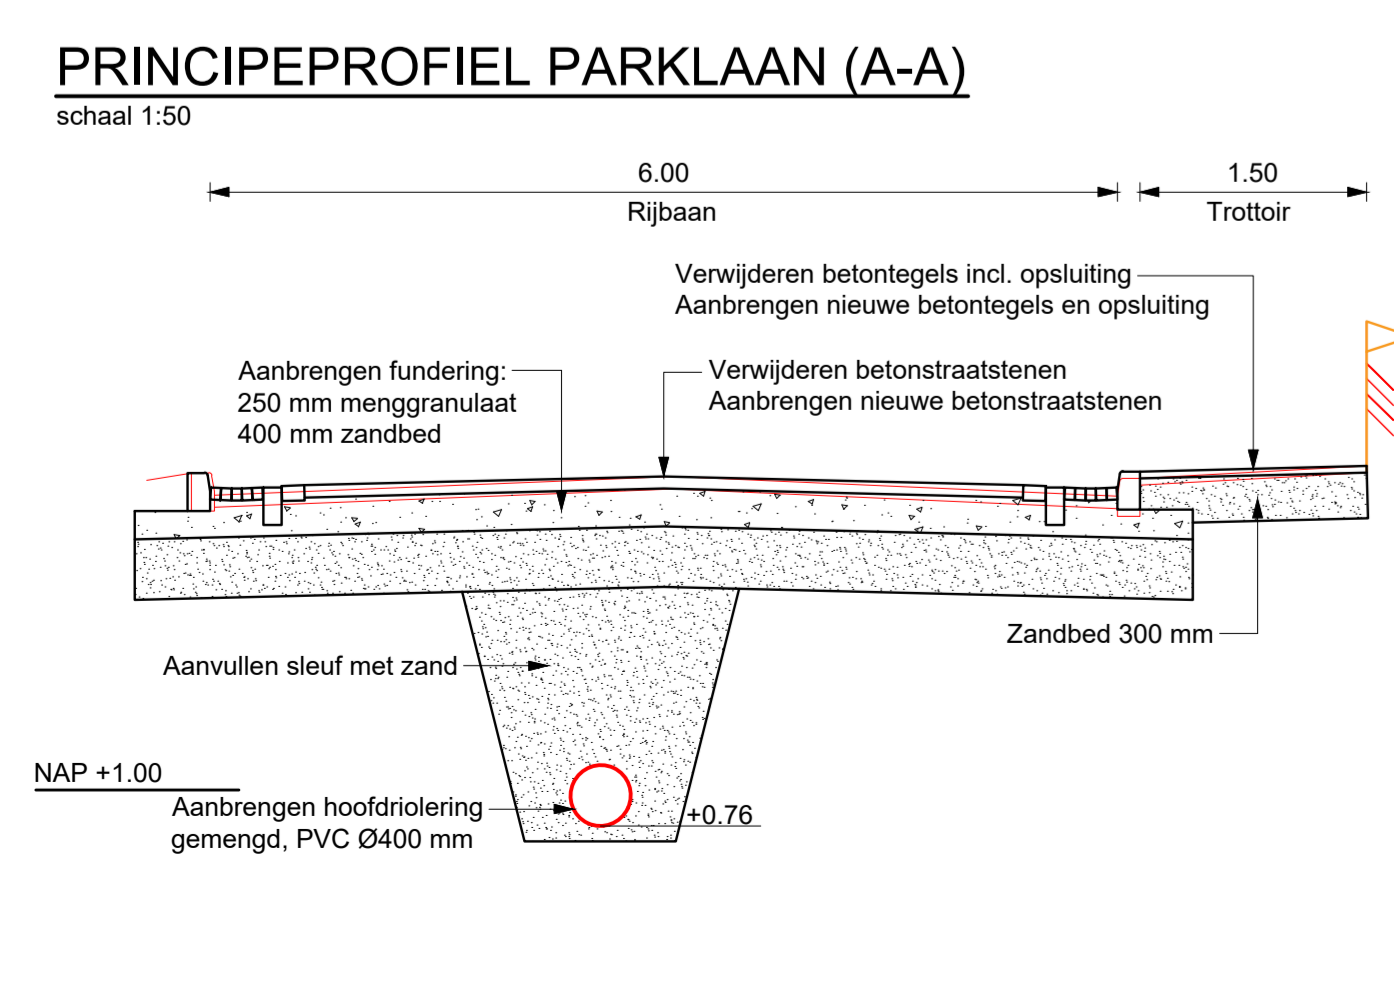 PRINCIPEPROFIEL PARKLAAN (A-A)
schaal 1:50
6.00
Rijbaan
1.50
Trottoir
Verwijderen betontegels incl. opsluiting
Aanbrengen nieuwe betontegels en opsluiting
Aanbrengen fundering:
250 mm menggranulaat
400 mm zandbed
Verwijderen betonstraatstenen
Aanbrengen nieuwe betonstraatstenen
Zandbed 300 mm
Aanvullen sleuf met zand
NAP +1.00
Aanbrengen hoofdriolering
gemengd, PVC Ø400 mm
+0.76